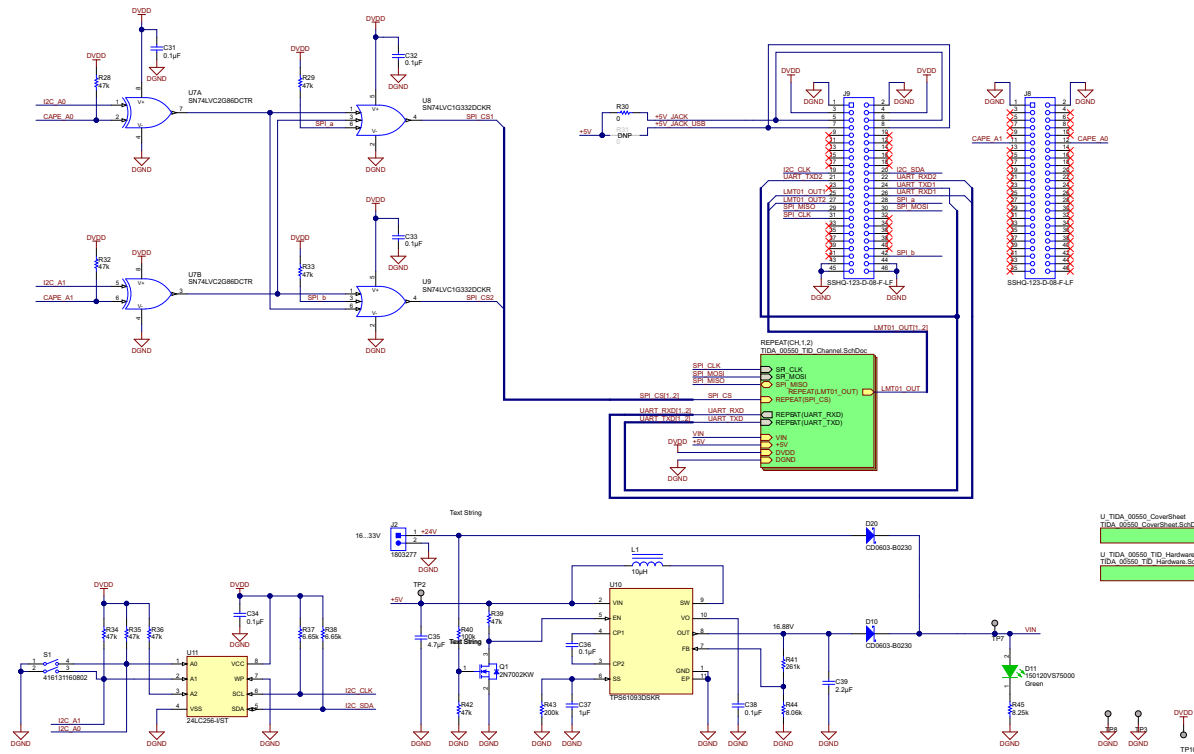 DVDD
C31
0.1µF
DGND
DVDD
R28
47k
I2C_A0
CAPE_A0
U7A
SN74LVC2G86DCTR
DGND
DVDD
R29
47k
SPI_a
DVDD
C32
0.1µF
DGND
U8
SN74LVC1G332DCKR
SPI_CS1
DGND
DVDD
R32
47k
I2C_A1
CAPE_A1
DVDD
U7B
SN74LVC2G86DCTR
DGND
DVDD
R33
47k
SPI_b
DVDD
C33
0.1µF
DGND
U9
SN74LVC1G332DCKR
SPI_CS2
DGND
R30
0
+5V
DNP
+5V_JACK
+5V_JACK_USB
DVDD
DGND
J9
DGND
DVDD
I2C_CLK
UART_TXD2
LMT01_OUT1
LMT01_OUT2
SPI_MISO
SPI_CLK
I2C_SDA
UART_RXD2
UART_TXD1
UART_RXD1
SPI_a
SPI_MOSI
SPI_b
SSHQ-123-D-08-F-LF
DGND
DGND
DGND
J8
DGND
CAPE_A1
CAPE_A0
SSHQ-123-D-08-F-LF
LMT01_OUT[1..2]
REPEAT(CH,1,2)
TIDA_00550_TID_Channel.SchDoc
SPI_CLK
SPI_MOSI
SPI_MISO
SPI_CLK
SPI_MOSI
SPI_MISO
REPEAT(LMT01_OUT)
LMT01_OUT
SPI_CS[1..2]
SPI_CS
REPEAT(SPI_CS)
UART_RXD[1..2]
UART_RXD
REPEAT(UART_RXD)
UART_TXD[1..2]
UART_TXD
REPEAT(UART_TXD)
VIN
+5V
DVDD
DGND
VIN
+5V
DVDD
DGND
Text String
J2
16...33V
1
+24V
2
1803277
DGND
D20
CD0603-B0230
U_TIDA_00550_CoverSheet
TIDA_00550_CoverSheet.SchD
U_TIDA_00550_TID_Hardware
TIDA_00550_TID_Hardware.Sc
L1
10µH
TP2
+5V
C35
4.7µF
DGND
R40
100k
Text String
R39
47k
Q1
2N7002KW
R42
47k
DGND
DGND
U10
VIN
EN
CP1
CP2
SS
SW
VO
OUT
FB
GND
EP
TPS61093DSKR
C36
0.1µF
R43
200k
C37
1µF
DGND
DGND
DGND
C38
0.1µF
DGND
16.88V
R41
261k
R44
8.06k
DGND
C39
2.2µF
DGND
D10
CD0603-B0230
TP7
VIN
D11
150120VS75000
Green
R45
8.25k
DGND
DVDD
R34
47k
R35
47k
R36
47k
S1
416131160802
I2C_A1
I2C_A0
DGND
DGND
DVDD
C34
0.1µF
DGND
R37
6.65k
R38
6.65k
U11
A0
A1
A2
VSS
VCC
WP
SCL
SDA
24LC256-I/ST
I2C_CLK
I2C_SDA
DGND
DVDD
DGND
DGND